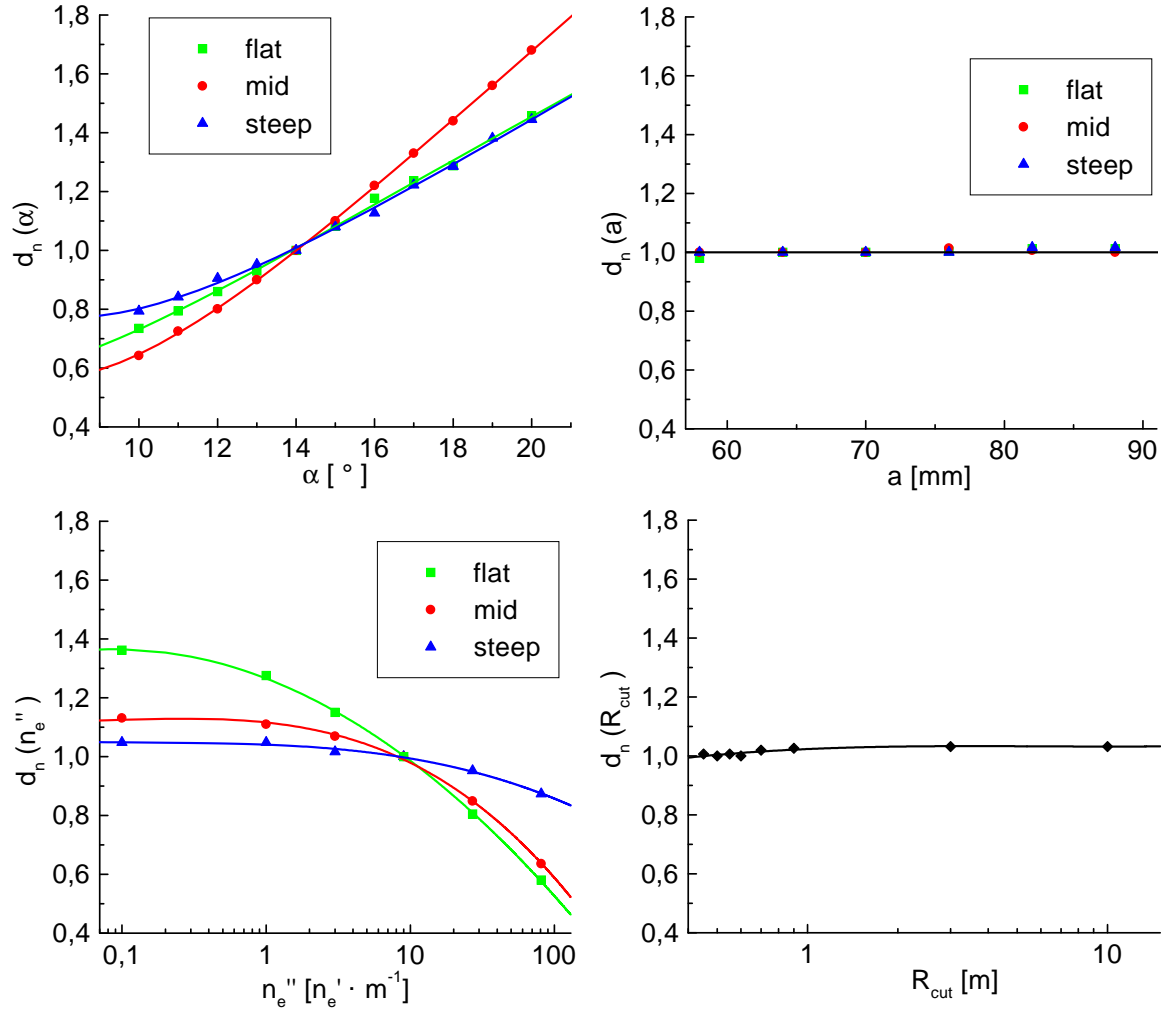 1,8
1,6
1,4
1,2
1,0
0,8
0,6
0,4
d_n (α)
flat
mid
steep
10 12 14 16 18 20
α [ ° ]
1,8
1,6
1,4
1,2
1,0
0,8
0,6
0,4
d_n (a)
flat
mid
steep
60 70 80 90
a [mm]
1,8
1,6
1,4
1,2
1,0
0,8
0,6
0,4
d_n (n_e'')
flat
mid
steep
0,1 1 10 100
n_e'' [n_e' · m^-1]
1,8
1,6
1,4
1,2
1,0
0,8
0,6
0,4
d_n (R_cut)
1 10
R_cut [m]